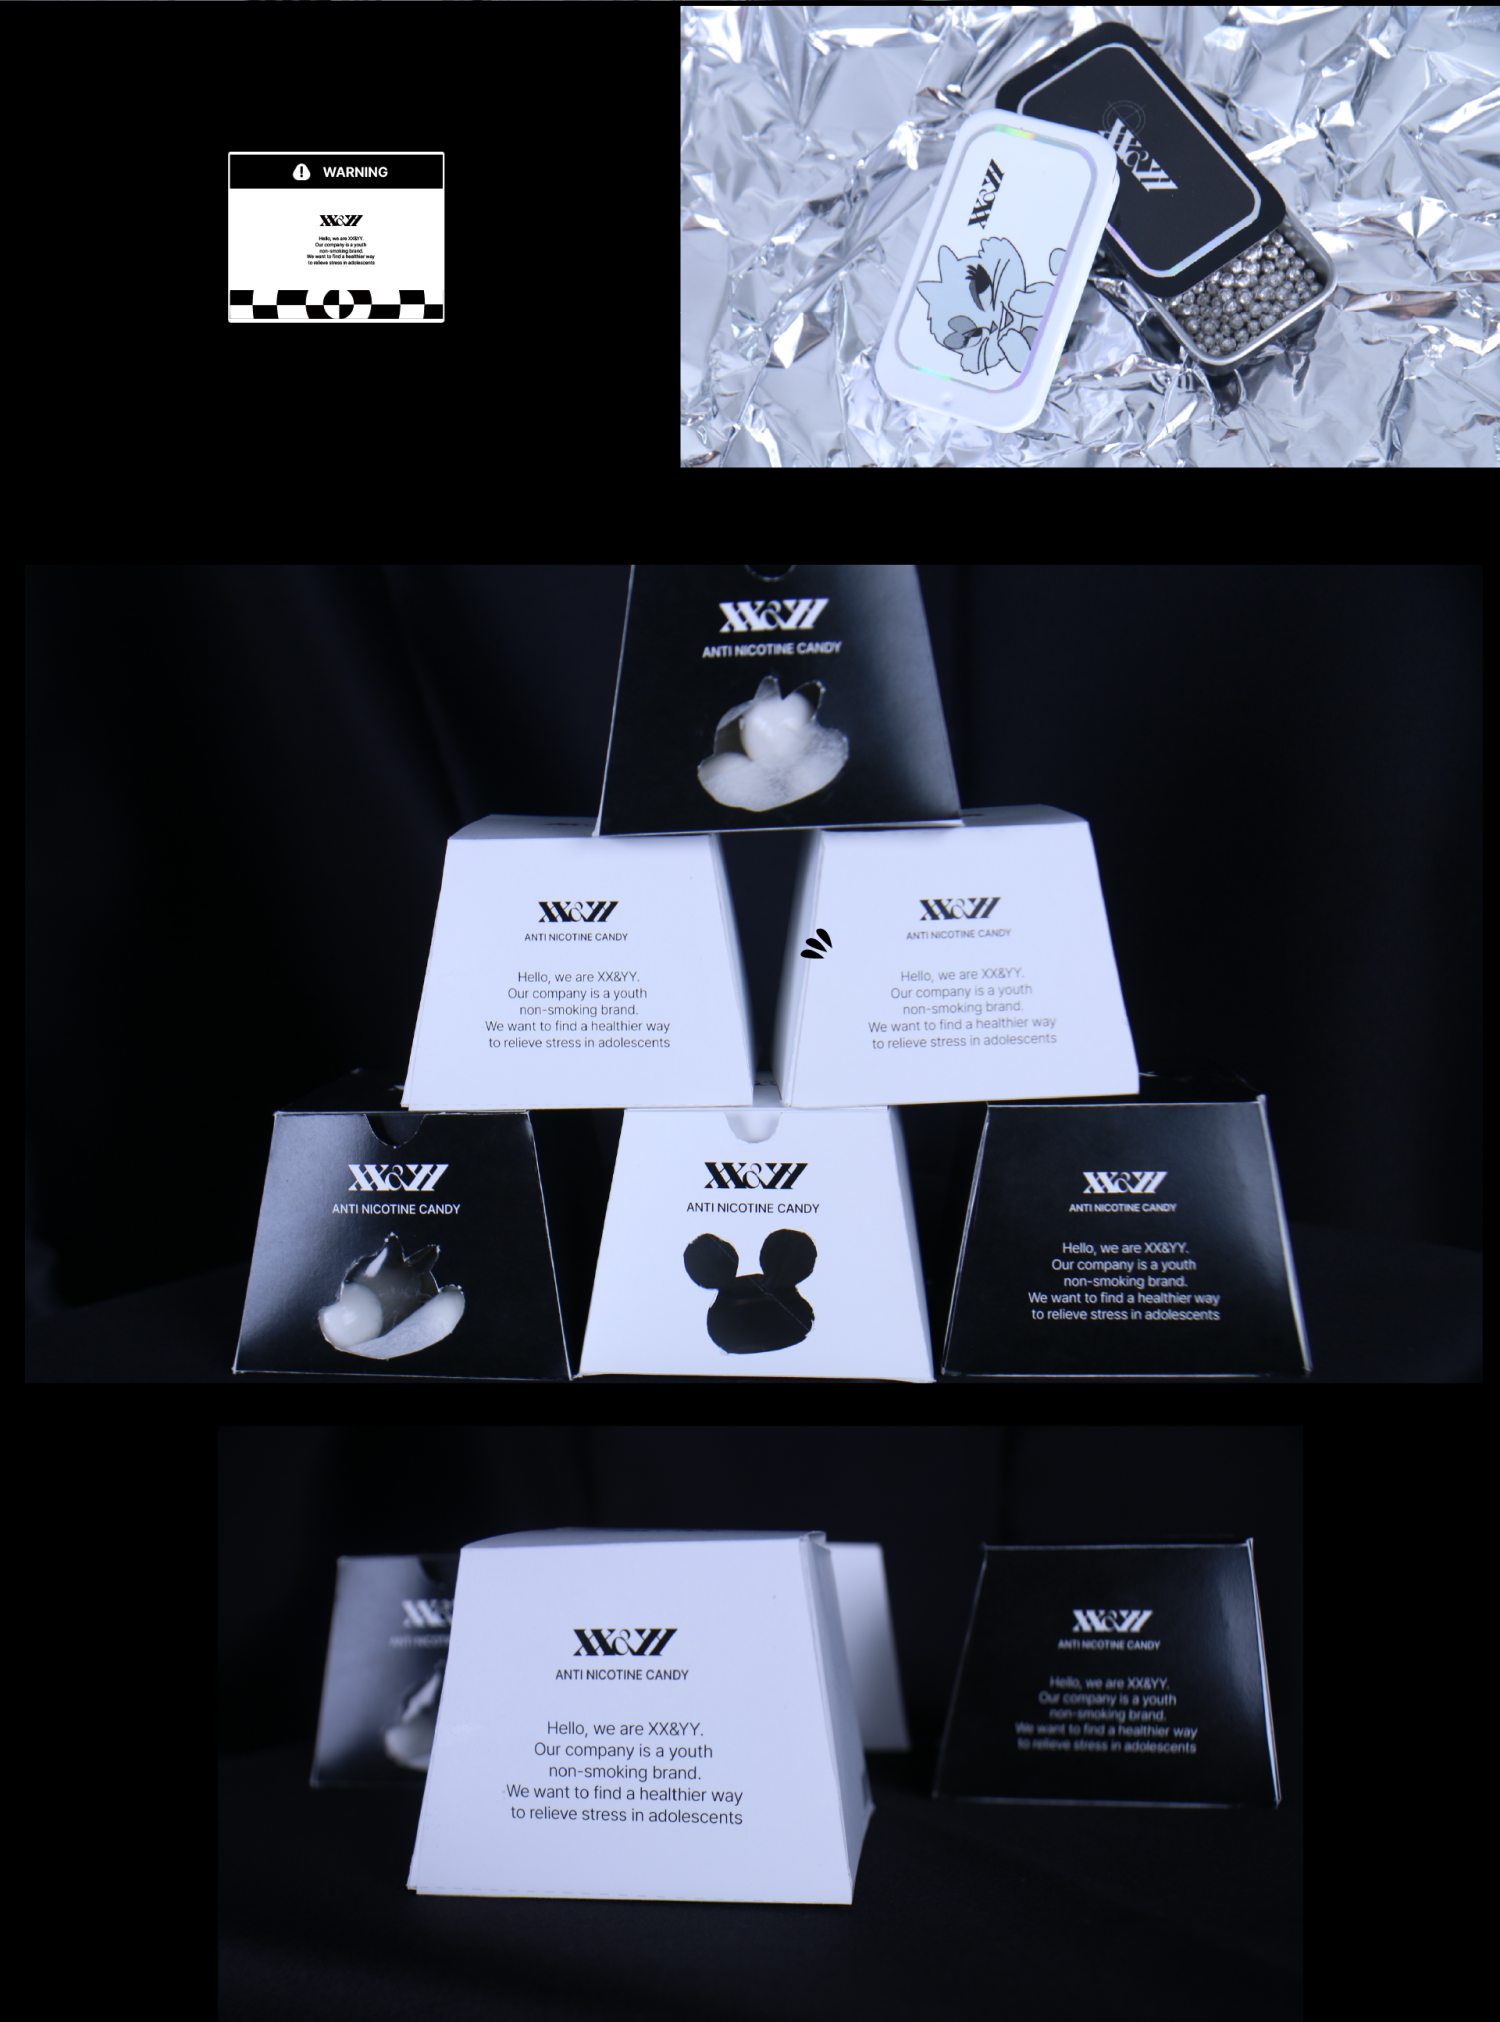 WARNING
XX&YY
Hello, we are XX&YY.
Our company is a youth
non-smoking brand.
We want to find a healthier way
to relieve stress in adolescents
XX&YY
XX&YY
XX&YY
ANTI NICOTINE CANDY
XX&YY
ANTI NICOTINE CANDY
Hello, we are XX&YY.
Our company is a youth
non-smoking brand.
We want to find a healthier way
to relieve stress in adolescents
XX&YY
ANTI NICOTINE CANDY
Hello, we are XX&YY.
Our company is a youth
non-smoking brand.
We want to find a healthier way
to relieve stress in adolescents
XX&YY
ANTI NICOTINE CANDY
XX&YY
ANTI NICOTINE CANDY
XX&YY
ANTI NICOTINE CANDY
Hello, we are XX&YY.
Our company is a youth
non-smoking brand.
We want to find a healthier way
to relieve stress in adolescents
XX&YY
ANTI NICOTINE CANDY
Hello, we are XX&YY.
Our company is a youth
non-smoking brand.
We want to find a healthier way
to relieve stress in adolescents
XX&YY
ANTI NICOTINE CANDY
Hello, we are XX&YY.
Our company is a youth
non-smoking brand.
We want to find a healthier way
to relieve stress in adolescents